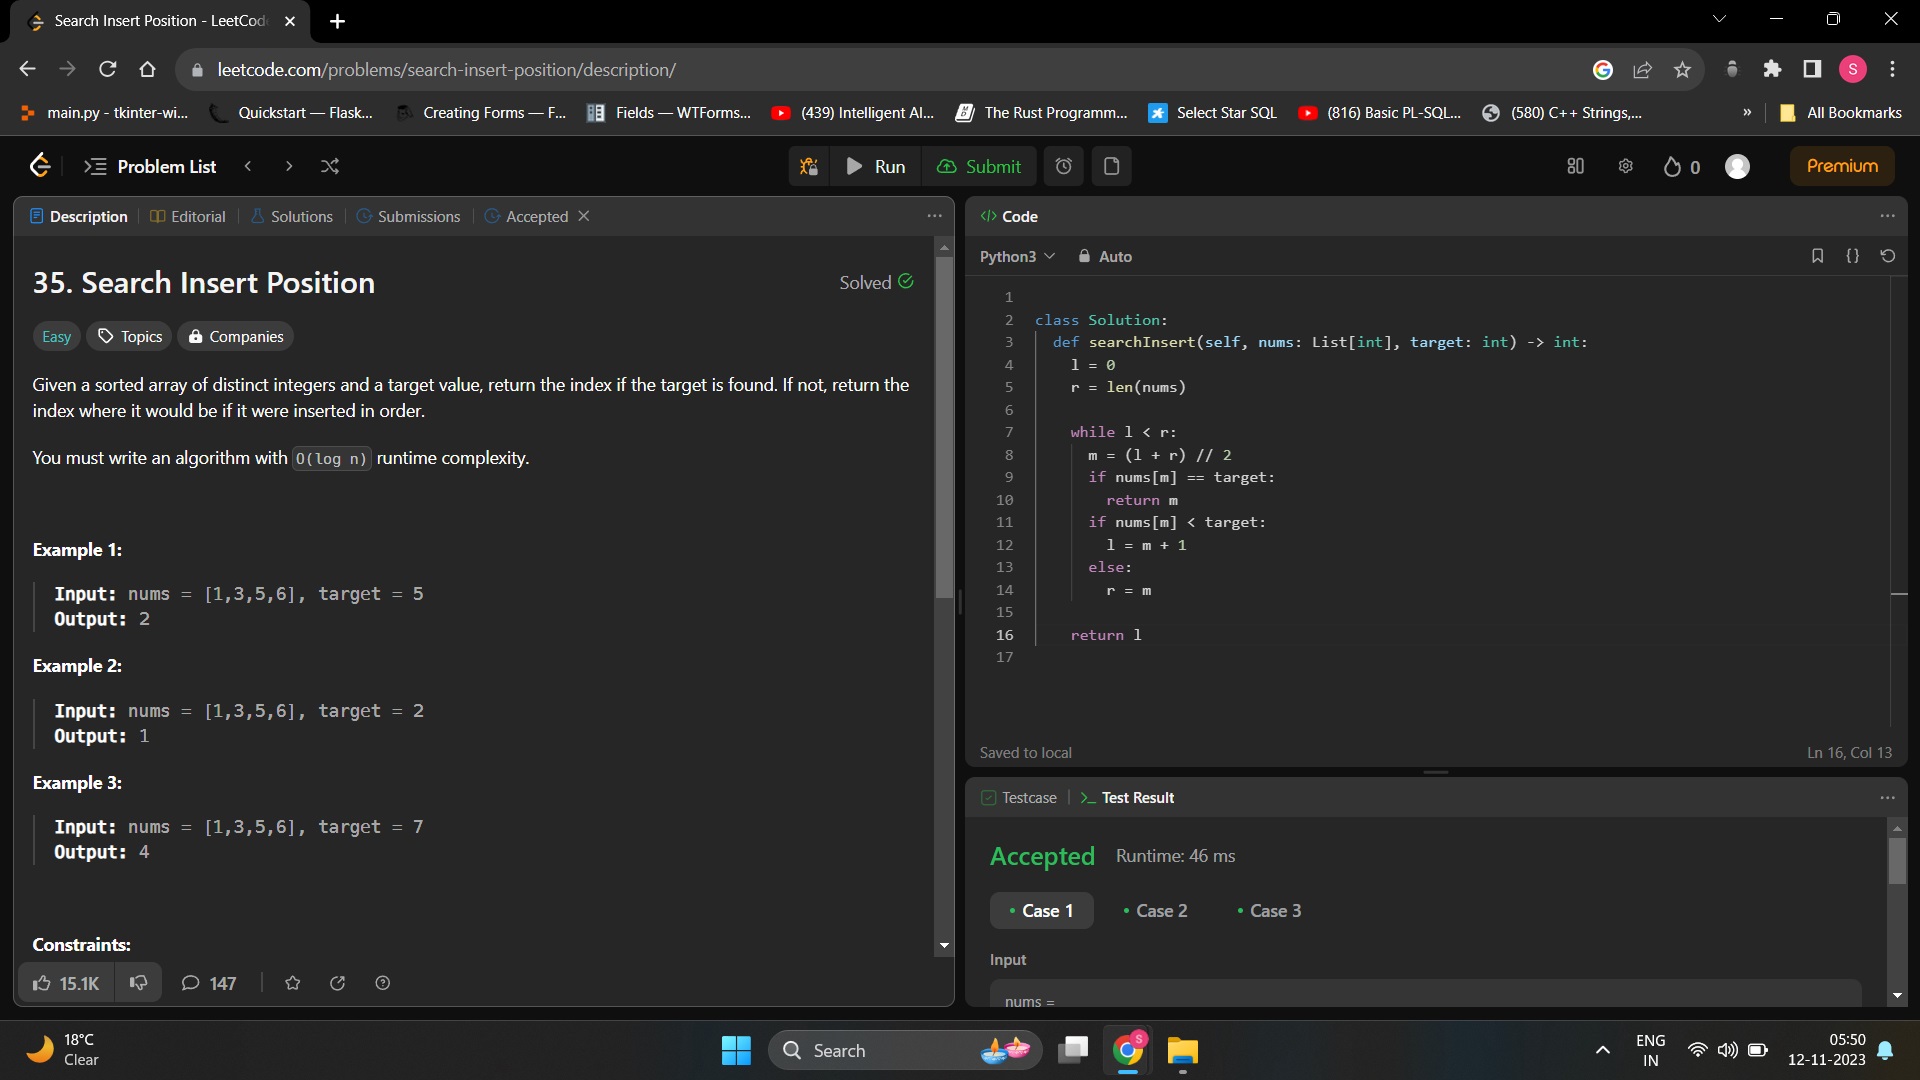 Search Insert Position - LeetCod
leetcode.com/problems/search-insert-position/description/
S
main.py - tkinter-wi... Quickstart — Flask... Creating Forms — F... Fields — WTForms... (439) Intelligent Al... The Rust Programm... Select Star SQL (816) Basic PL-SQL... (580) C++ Strings,... » All Bookmarks
Problem List Run Submit 0 Premium
Description Editorial Solutions Submissions Accepted
35. Search Insert Position Solved
Easy Topics Companies
Given a sorted array of distinct integers and a target value, return the index if the target is found. If not, return the
index where it would be if it were inserted in order.
You must write an algorithm with O(log n) runtime complexity.
Example 1:
Input: nums = [1,3,5,6], target = 5
Output: 2
Example 2:
Input: nums = [1,3,5,6], target = 2
Output: 1
Example 3:
Input: nums = [1,3,5,6], target = 7
Output: 4
Constraints:
15.1K 147
</> Code
Python3 Auto {}
1
2 class Solution:
3 def searchInsert(self, nums: List[int], target: int) -> int:
4 l = 0
5 r = len(nums)
6
7 while l < r:
8 m = (l + r) // 2
9 if nums[m] == target:
10 return m
11 if nums[m] < target:
12 l = m + 1
13 else:
14 r = m
15
16 return l
17
Saved to local Ln 16, Col 13
Testcase >_ Test Result
Accepted Runtime: 46 ms
Case 1 Case 2 Case 3
Input
nums =
18°C
Clear
Search
S
ENG
IN
05:50
12-11-2023